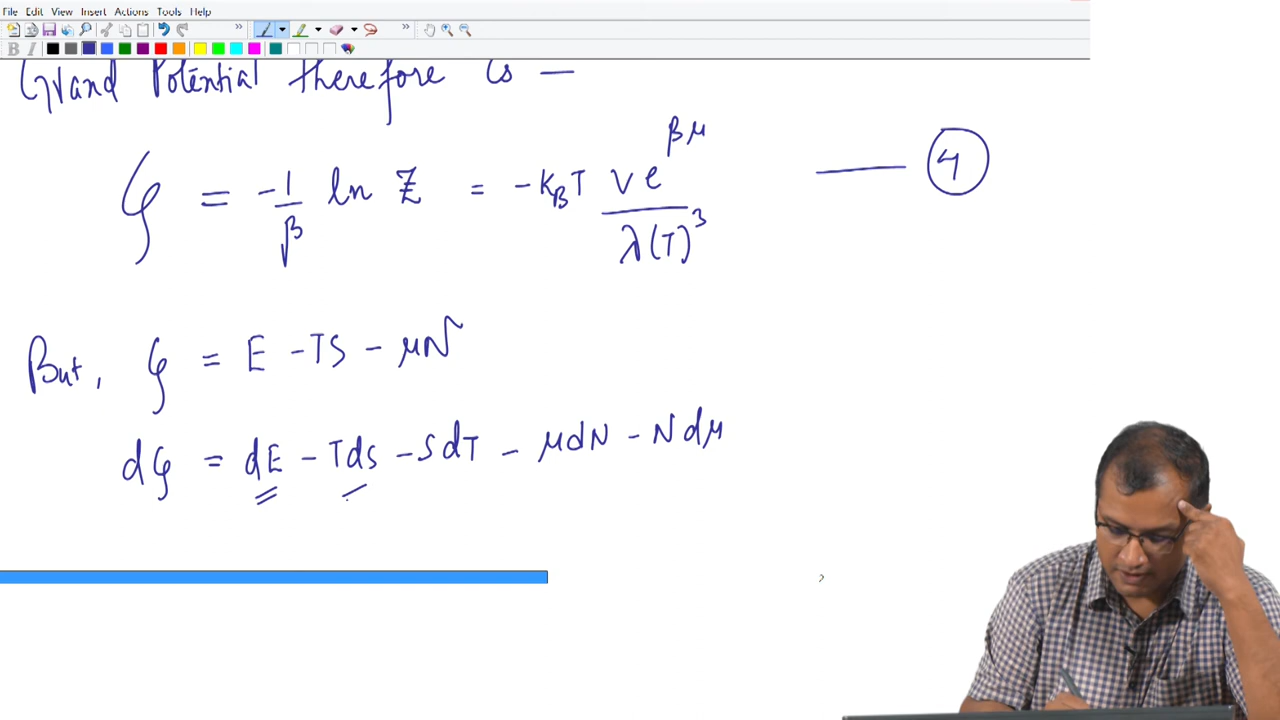 File Edit View Insert Actions Tools Help
» »
B I
Grand Potential therefore is —
𝒢 = -1/β ln Z = -K_B T V e^{βμ} / λ(T)^3 —— ④
But, 𝒢 = E - TS - μN
d𝒢 = dE - Tds - SdT - μdN - Ndμ